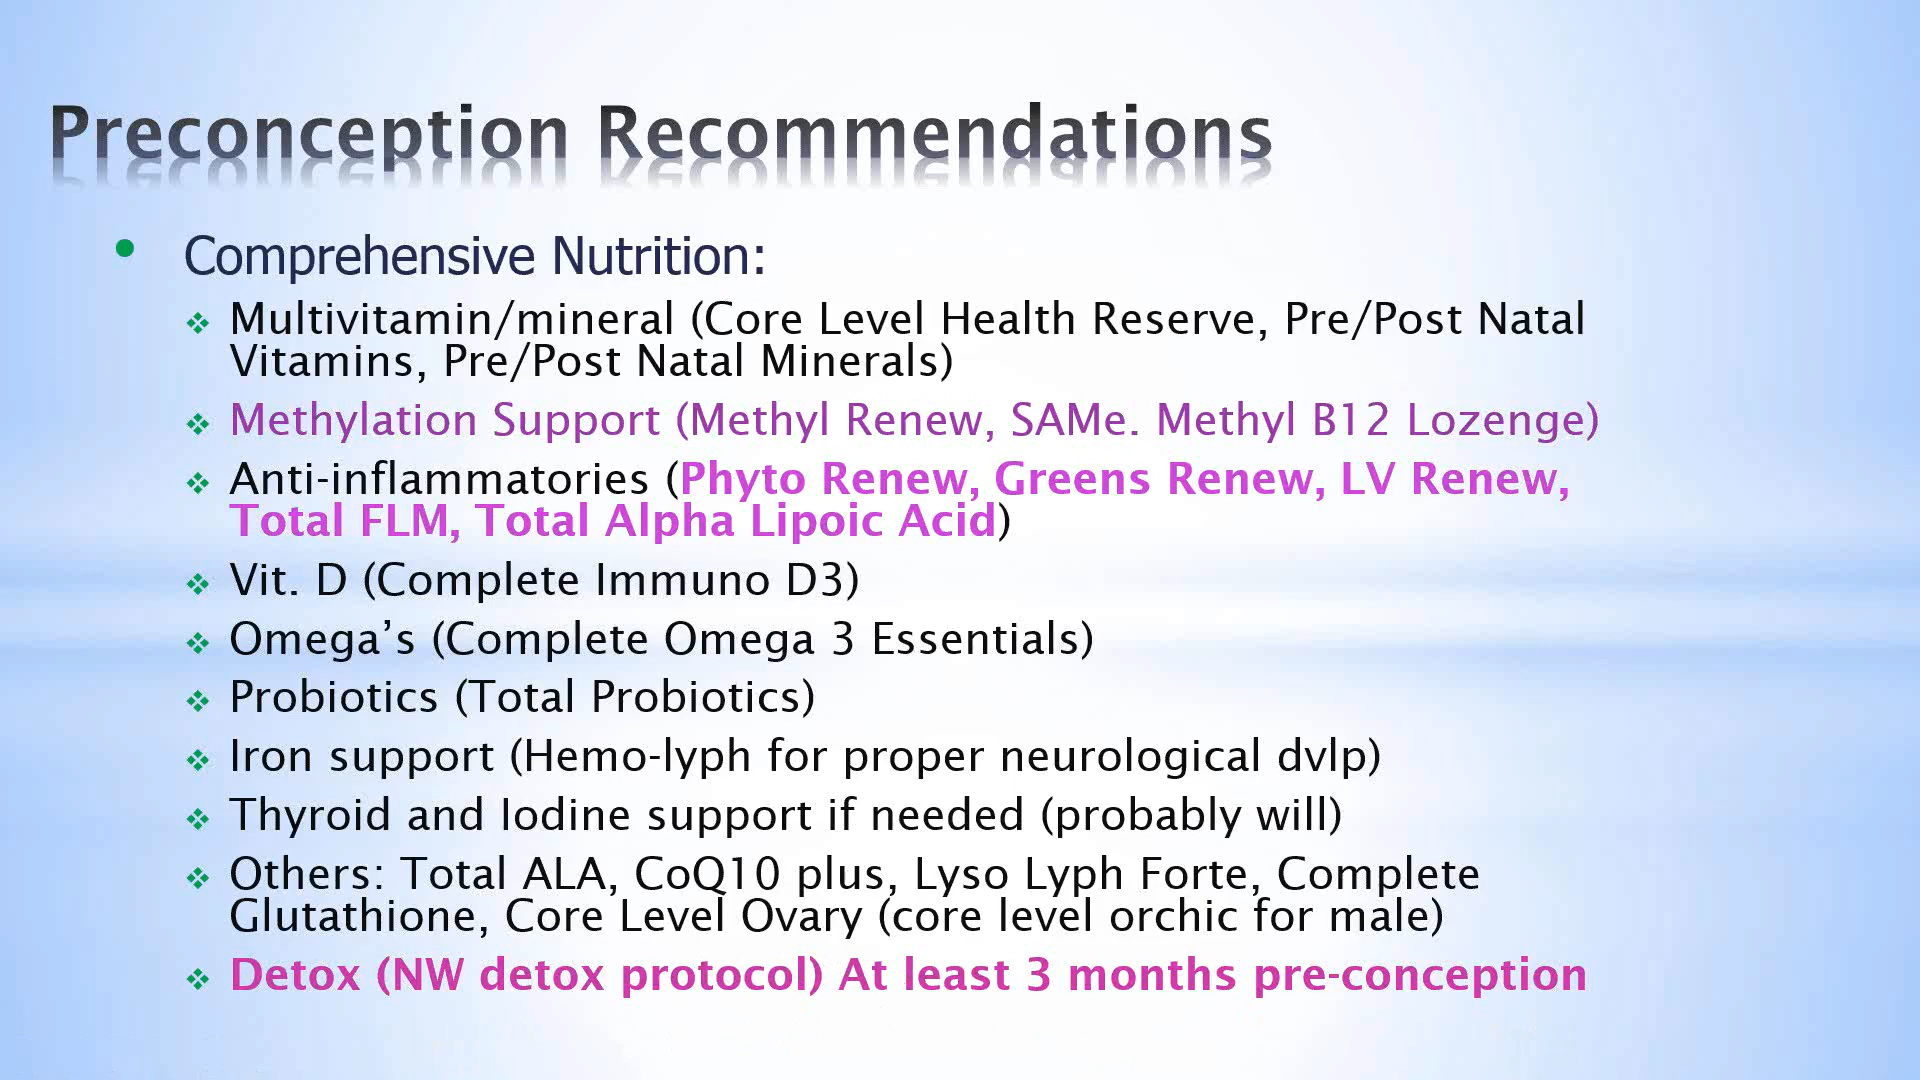 Preconception Recommendations
• Comprehensive Nutrition:
❖ Multivitamin/mineral (Core Level Health Reserve, Pre/Post Natal
Vitamins, Pre/Post Natal Minerals)
❖ Methylation Support (Methyl Renew, SAMe. Methyl B12 Lozenge)
❖ Anti-inflammatories (Phyto Renew, Greens Renew, LV Renew,
Total FLM, Total Alpha Lipoic Acid)
❖ Vit. D (Complete Immuno D3)
❖ Omega’s (Complete Omega 3 Essentials)
❖ Probiotics (Total Probiotics)
❖ Iron support (Hemo-lyph for proper neurological dvlp)
❖ Thyroid and Iodine support if needed (probably will)
❖ Others: Total ALA, CoQ10 plus, Lyso Lyph Forte, Complete
Glutathione, Core Level Ovary (core level orchic for male)
❖ Detox (NW detox protocol) At least 3 months pre-conception